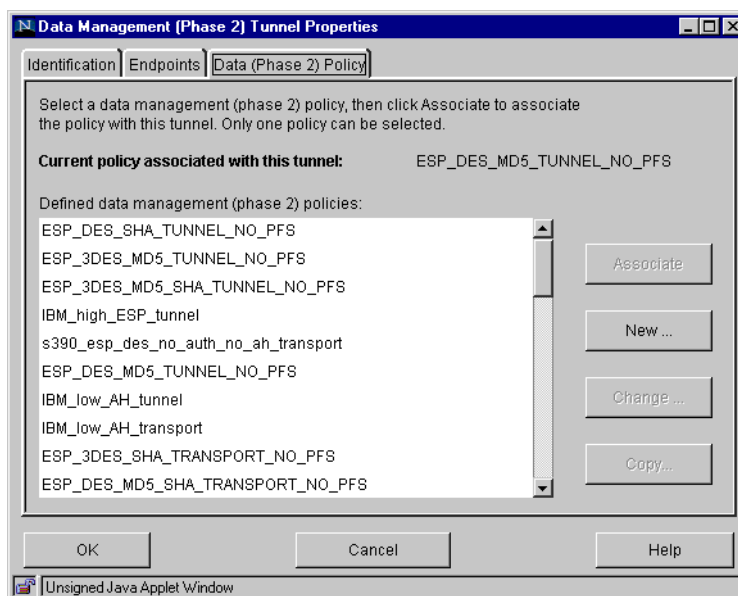 Data Management (Phase 2) Tunnel Properties
Identification Endpoints Data (Phase 2) Policy
Select a data management (phase 2) policy, then click Associate to associate
the policy with this tunnel. Only one policy can be selected.
Current policy associated with this tunnel: ESP_DES_MD5_TUNNEL_NO_PFS
Defined data management (phase 2) policies:
ESP_DES_SHA_TUNNEL_NO_PFS
ESP_3DES_MD5_TUNNEL_NO_PFS
Associate
ESP_3DES_MD5_SHA_TUNNEL_NO_PFS
IBM_high_ESP_tunnel
New ...
s390_esp_des_no_auth_no_ah_transport
ESP_DES_MD5_TUNNEL_NO_PFS
IBM_low_AH_tunnel
Change ...
IBM_low_AH_transport
ESP_3DES_SHA_TRANSPORT_NO_PFS
Copy...
ESP_DES_MD5_SHA_TRANSPORT_NO_PFS
OK Cancel Help
Unsigned Java Applet Window